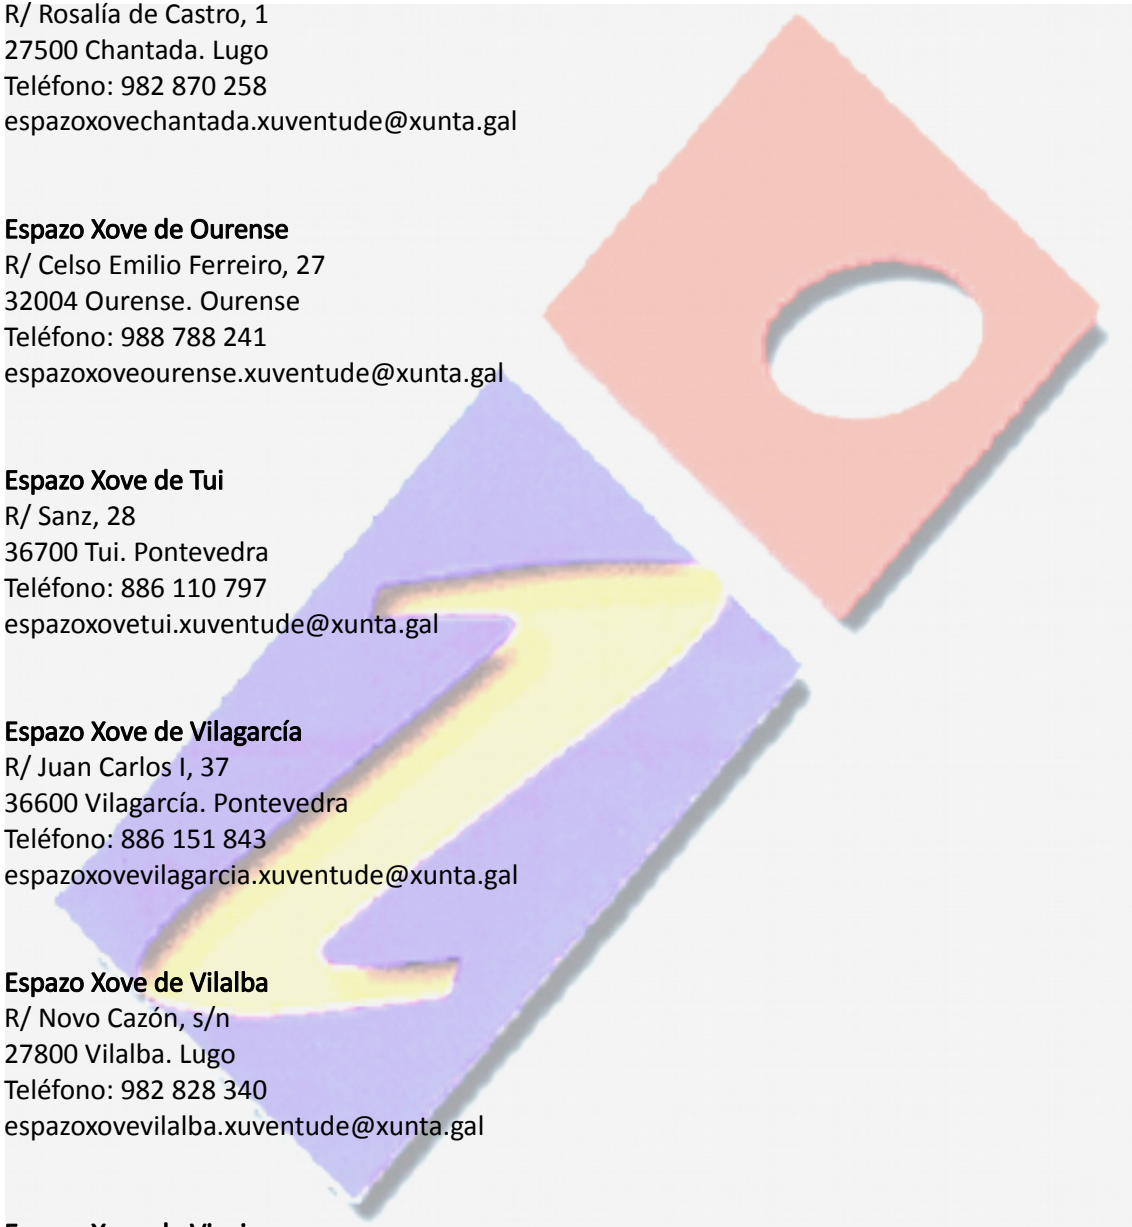 R/ Rosalía de Castro, 1
27500 Chantada. Lugo
Teléfono: 982 870 258
espazoxovechantada.xuventude@xunta.gal
Espazo Xove de Ourense
R/ Celso Emilio Ferreiro, 27
32004 Ourense. Ourense
Teléfono: 988 788 241
espazoxoveourense.xuventude@xunta.gal
Espazo Xove de Tui
R/ Sanz, 28
36700 Tui. Pontevedra
Teléfono: 886 110 797
espazoxovetui.xuventude@xunta.gal
Espazo Xove de Vilagarcía
R/ Juan Carlos I, 37
36600 Vilagarcía. Pontevedra
Teléfono: 886 151 843
espazoxovevilagarcia.xuventude@xunta.gal
Espazo Xove de Vilalba
R/ Novo Cazón, s/n
27800 Vilalba. Lugo
Teléfono: 982 828 340
espazoxovevilalba.xuventude@xunta.gal